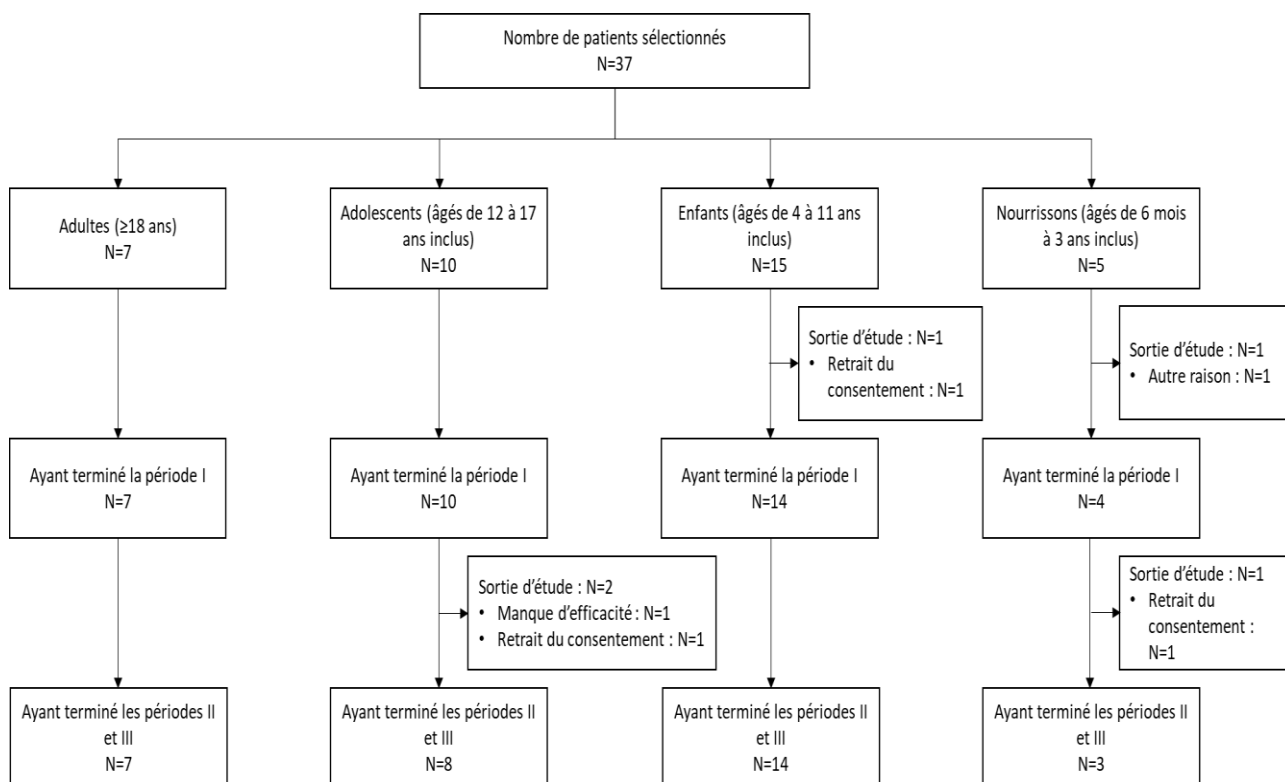 Nombre de patients sélectionnés
N=37
Adultes (≥18 ans)
N=7
Adolescents (âgés de 12 à 17
ans inclus)
N=10
Enfants (âgés de 4 à 11 ans
inclus)
N=15
Nourrissons (âgés de 6 mois
à 3 ans inclus)
N=5
Sortie d’étude : N=1
• Retrait du
consentement : N=1
Sortie d’étude : N=1
• Autre raison : N=1
Ayant terminé la période I
N=7
Ayant terminé la période I
N=10
Ayant terminé la période I
N=14
Ayant terminé la période I
N=4
Sortie d’étude : N=2
• Manque d’efficacité : N=1
• Retrait du consentement : N=1
Sortie d’étude : N=1
• Retrait du
consentement :
N=1
Ayant terminé les périodes II
et III
N=7
Ayant terminé les périodes II
et III
N=8
Ayant terminé les périodes II
et III
N=14
Ayant terminé les périodes II
et III
N=3